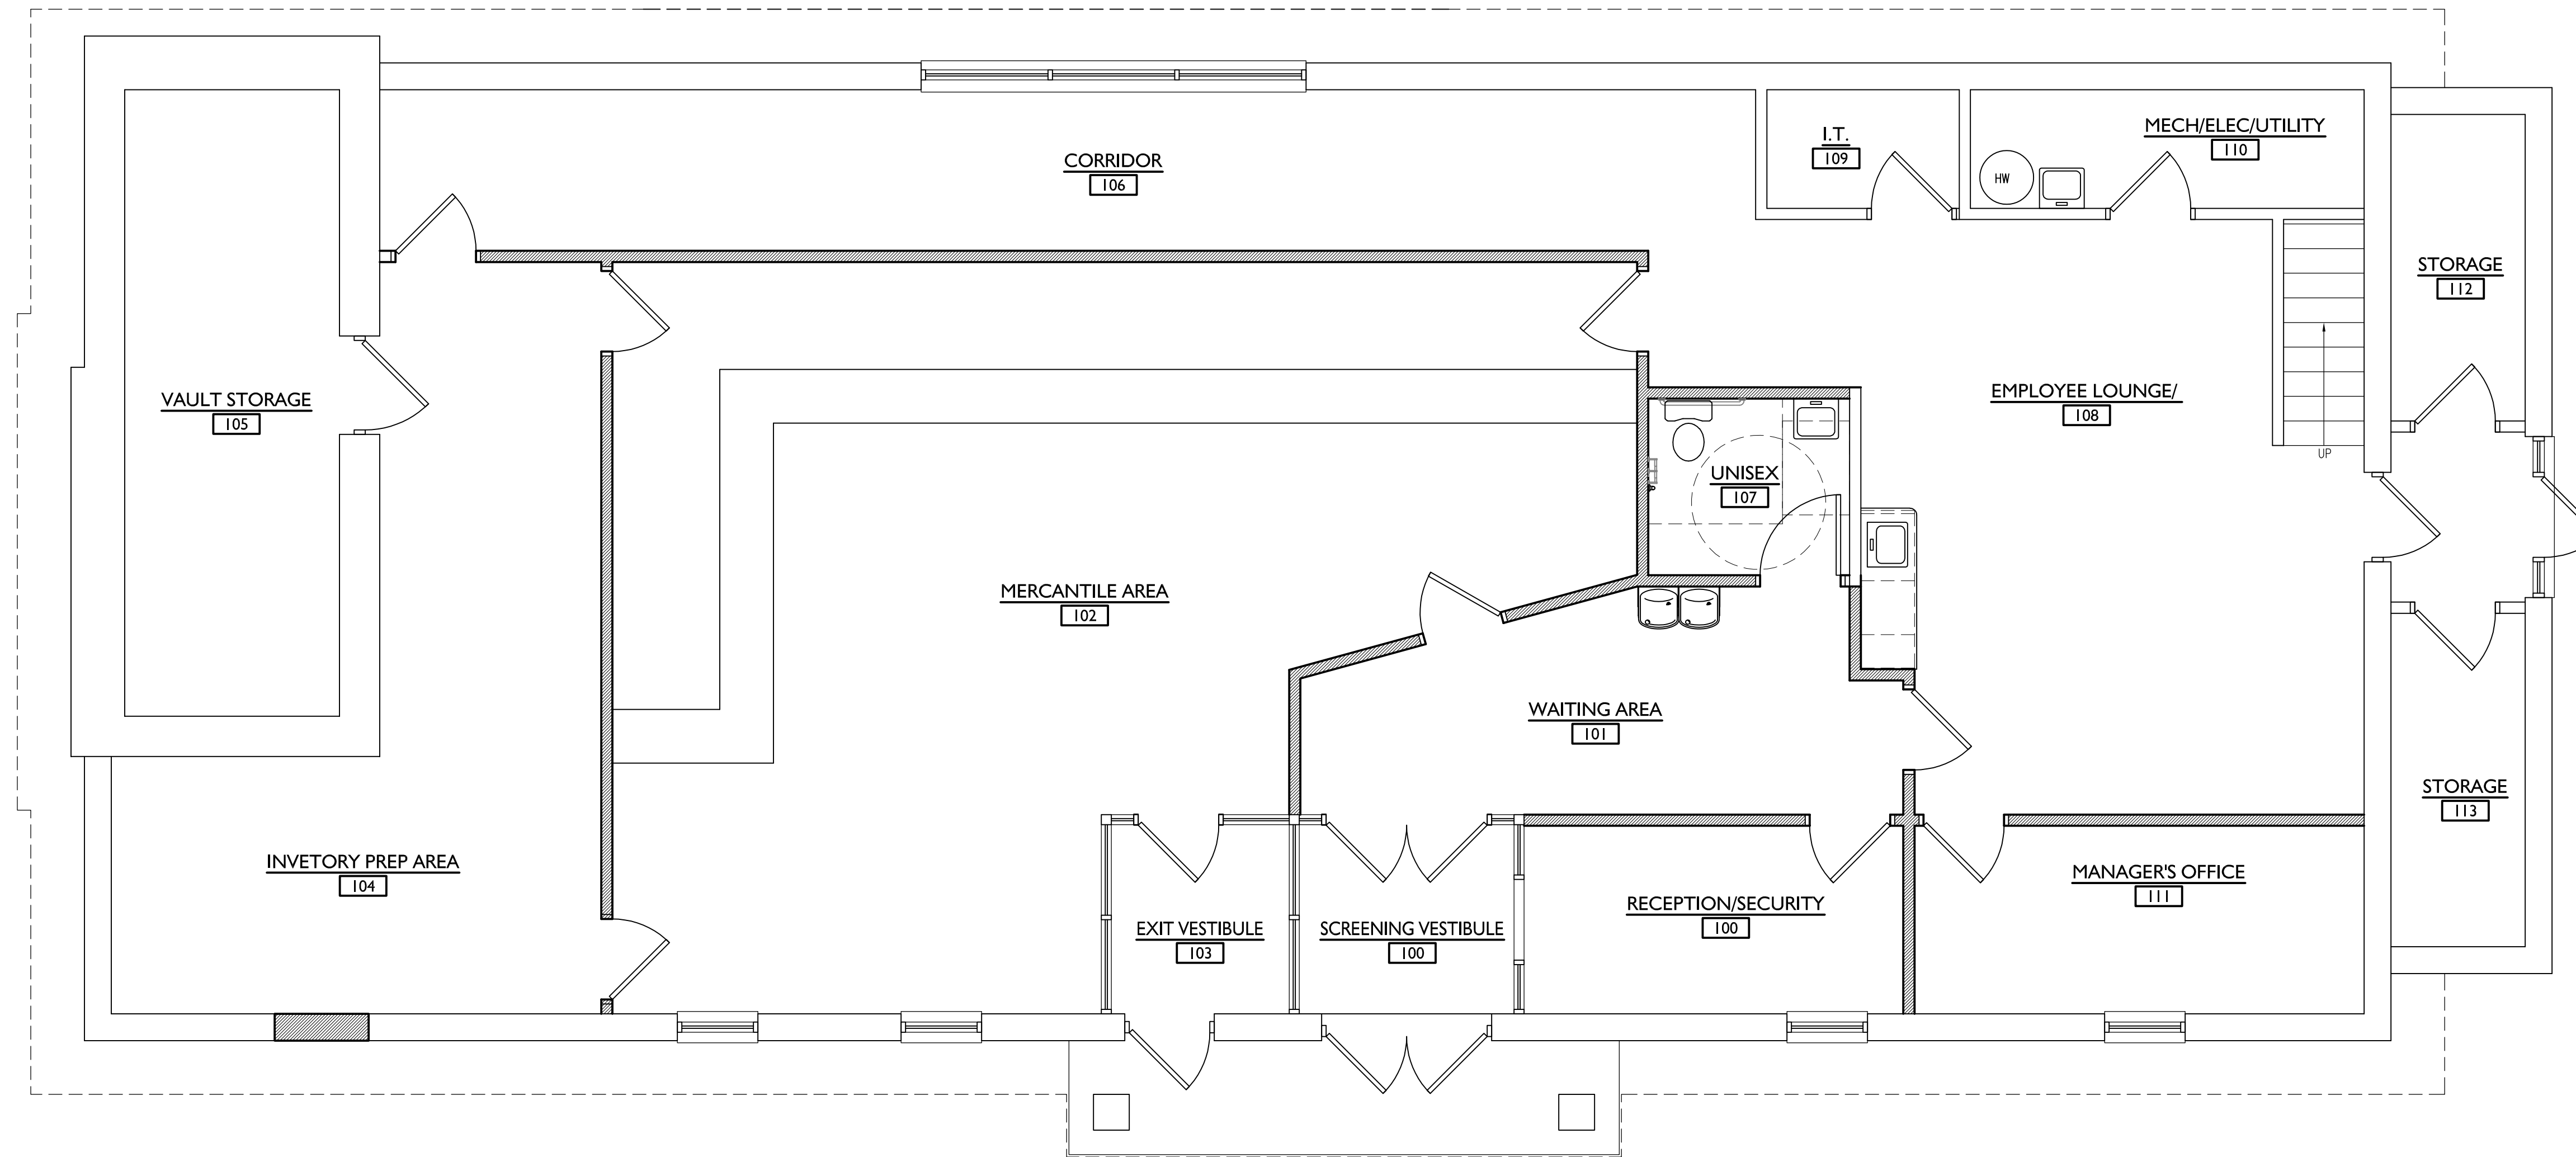 I.T.
109
MECH/ELEC/UTILITY
110
HW
CORRIDOR
106
STORAGE
112
VAULT STORAGE
105
EMPLOYEE LOUNGE/
108
UP
UNISEX
107
MERCANTILE AREA
102
WAITING AREA
101
STORAGE
113
INVETORY PREP AREA
104
MANAGER'S OFFICE
111
RECEPTION/SECURITY
100
EXIT VESTIBULE
103
SCREENING VESTIBULE
100